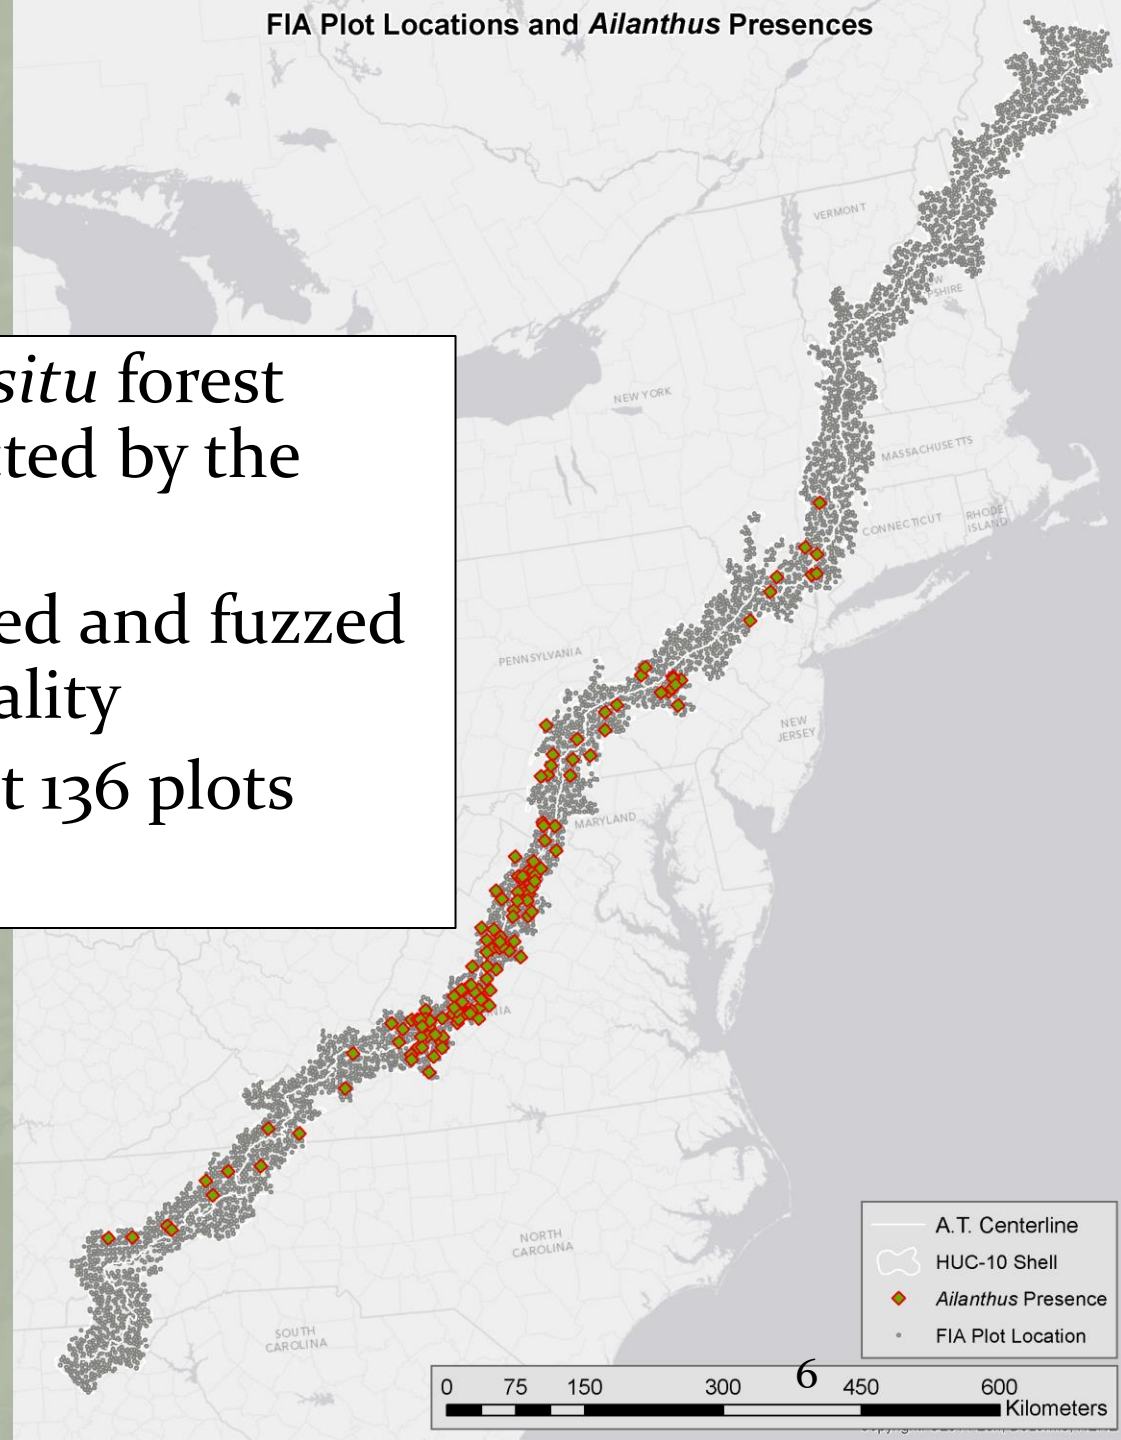 FIA Plot Locations and Ailanthus Presences
situ forest
ted by the
ed and fuzzed
ality
t 136 plots
VERMONT
NEW YORK
MASSACHUSETTS
CONNECTICUT
RHODE
ISLAND
PENNSYLVANIA
NEW
JERSEY
MARYLAND
NORTH
CAROLINA
SOUTH
CAROLINA
A.T. Centerline
HUC-10 Shell
Ailanthus Presence
FIA Plot Location
6
0 75 150 300 450 600
Kilometers